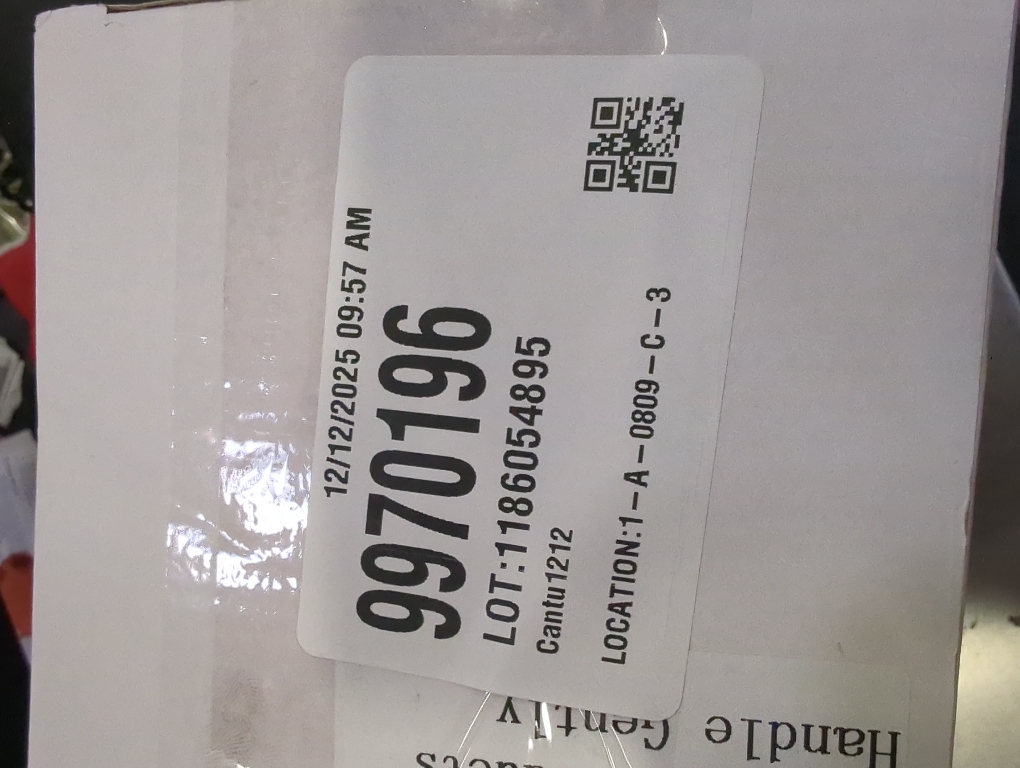 12/12/2025 09:57 AM
9970196
LOT:1186054895
Cantu1212
LOCATION:1-A-0809-C-3
Handle Gently